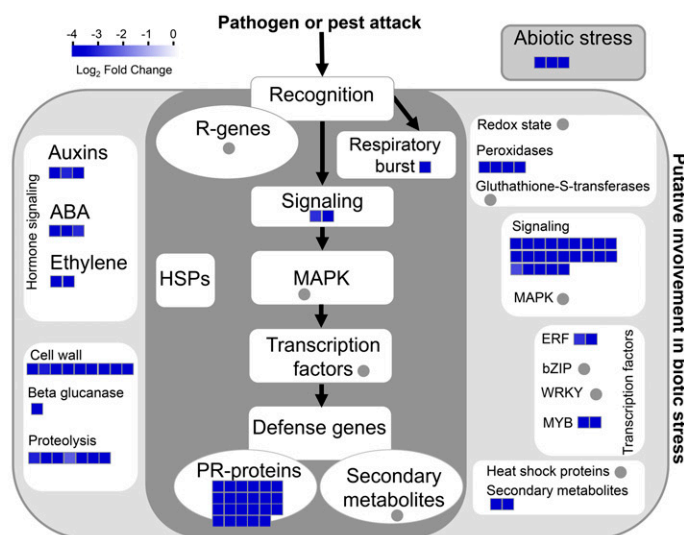 Pathogen or pest attack
-4 -3 -2 -1 0
Log2 Fold Change
Abiotic stress
Recognition
R-genes
Respiratory
burst
Signaling
HSPs
MAPK
Transcription
factors
Defense genes
PR-proteins
Secondary
metabolites
Hormone signaling
Auxins
ABA
Ethylene
Cell wall
Beta glucanase
Proteolysis
Redox state
Peroxidases
Gluthathione-S-transferases
Signaling
MAPK
ERF
bZIP
WRKY
MYB
Transcription factors
Heat shock proteins
Secondary metabolites
Putative involvement in biotic stress